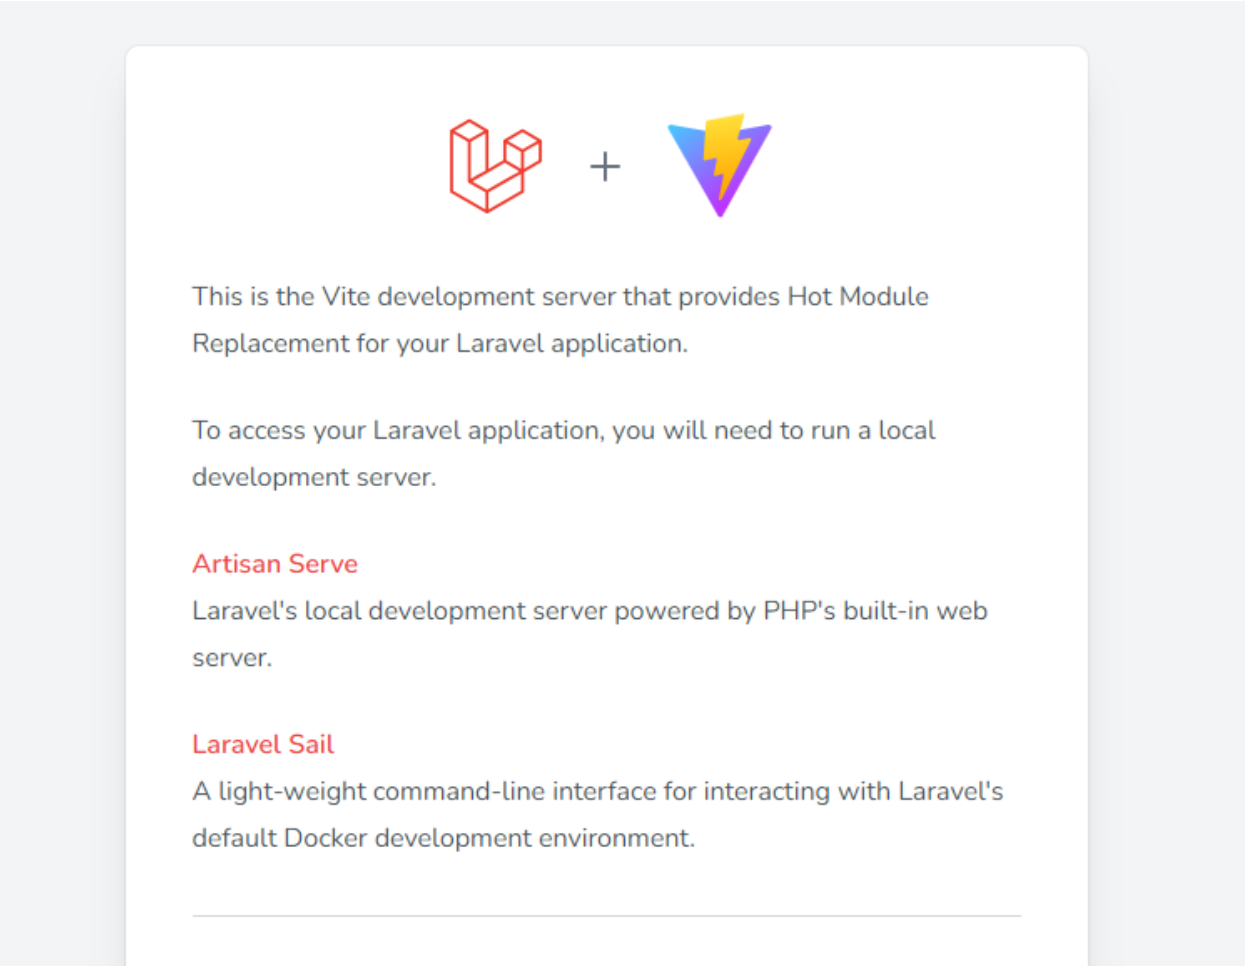 This is the Vite development server that provides Hot Module
Replacement for your Laravel application.
To access your Laravel application, you will need to run a local
development server.
Artisan Serve
Laravel's local development server powered by PHP's built-in web
server.
Laravel Sail
A light-weight command-line interface for interacting with Laravel's
default Docker development environment.